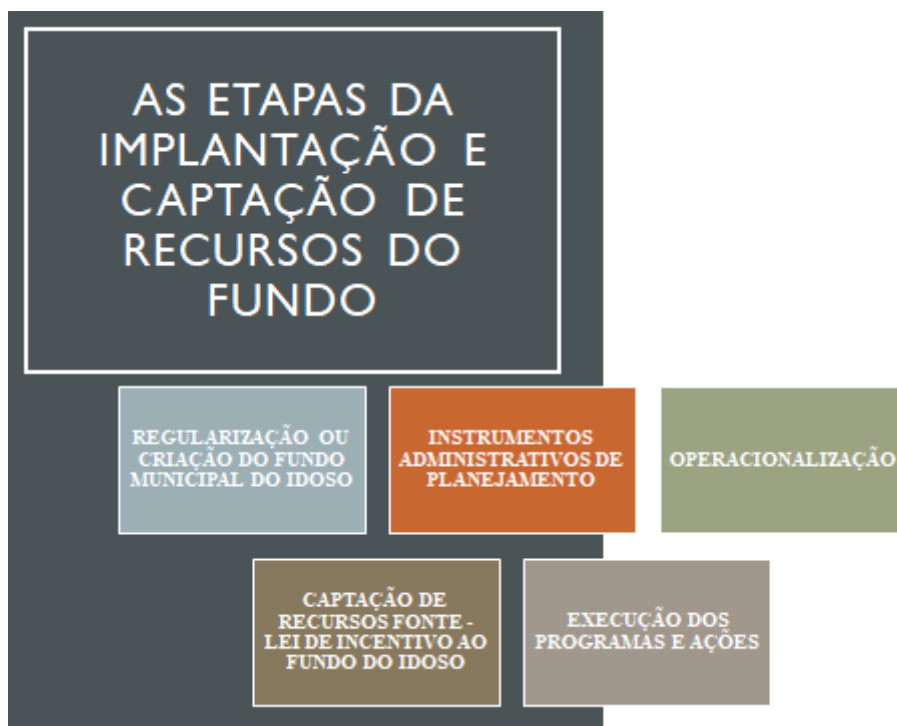 AS ETAPAS DA
IMPLANTAÇÃO E
CAPTAÇÃO DE
RECURSOS DO
FUNDO
REGULARIZAÇÃO OU
CRIAÇÃO DO FUNDO
MUNICIPAL DO IDOSO
INSTRUMENTOS
ADMINISTRATIVOS DE
PLANEJAMENTO
OPERACIONALIZAÇÃO
CAPTAÇÃO DE
RECURSOS FONTE -
LEI DE INCENTIVO AO
FUNDO DO IDOSO
EXECUÇÃO DOS
PROGRAMAS E AÇÕES